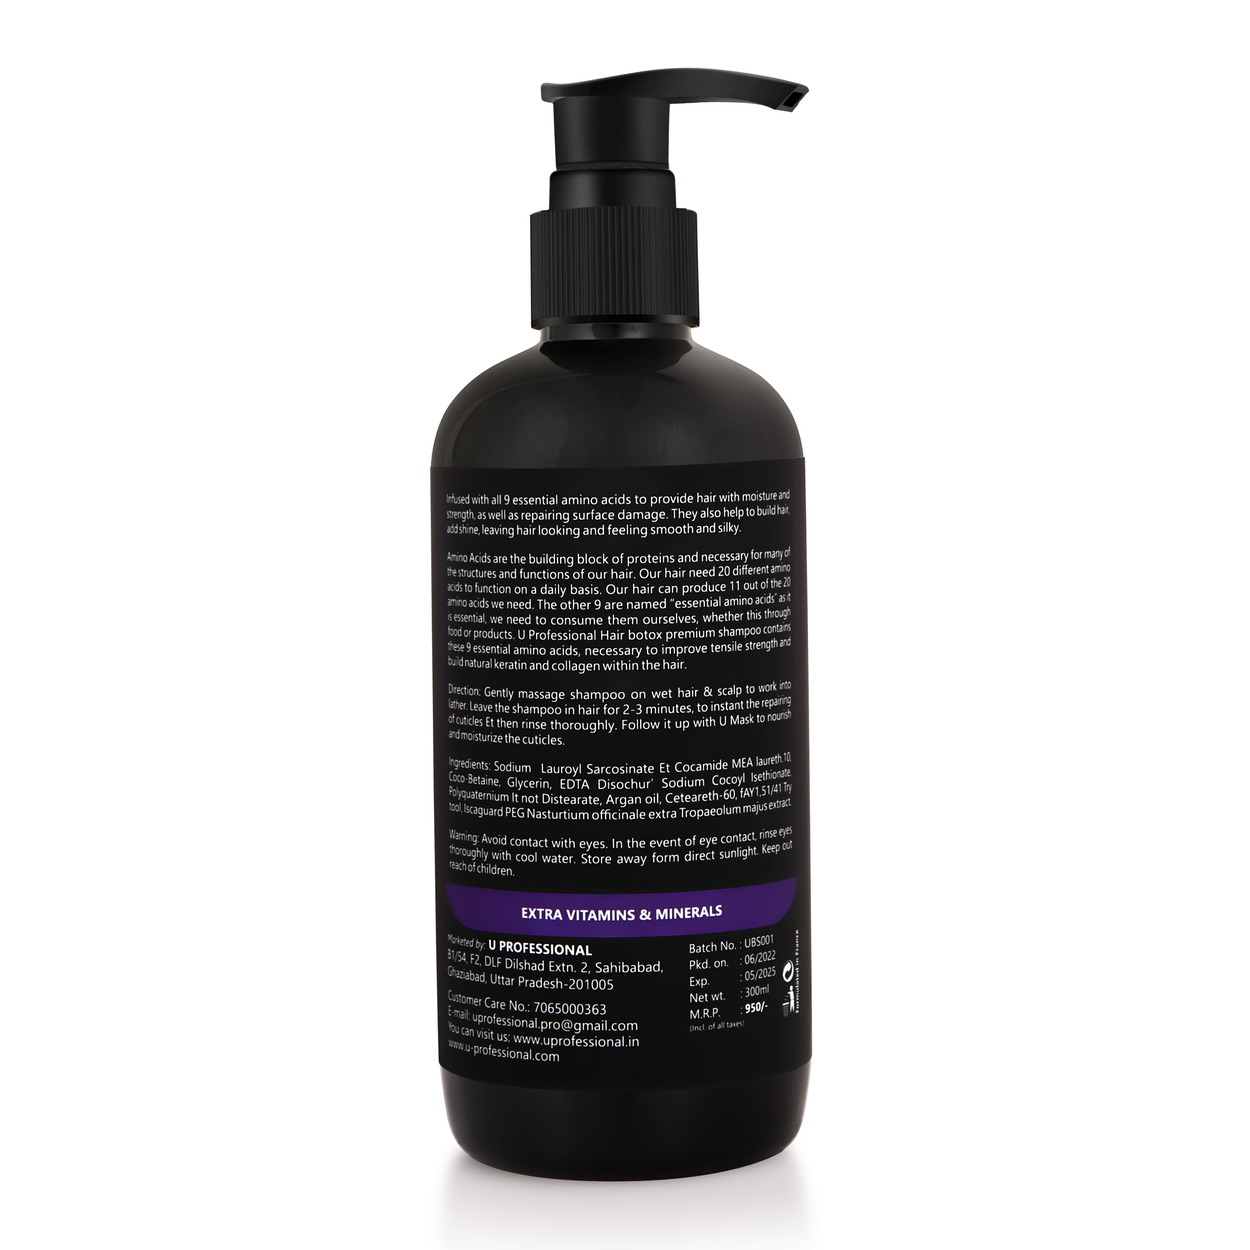 Infused with all 9 essential amino acids to provide hair with moisture and
strength, as well as repairing surface damage. They also help to build hair,
add shine, leaving hair looking and feeling smooth and silky.
Amino Acids are the building block of proteins and necessary for many of
the structures and functions of our hair. Our hair need 20 different amino
acids to function on a daily basis. Our hair can produce 11 out of the 20
amino acids we need. The other 9 are named "essential amino acids" as it
is essential, we need to consume them ourselves, whether this through
food or products. U Professional Hair botox premium shampoo contains
these 9 essential amino acids, necessary to improve tensile strength and
build natural keratin and collagen within the hair.
Direction: Gently massage shampoo on wet hair & scalp to work into
lather. Leave the shampoo in hair for 2-3 minutes, to instant the repairing
of cuticles Et then rinse thoroughly. Follow it up with U Mask to nourish
and moisturize the cuticles.
Ingredients: Sodium Lauroyl Sarcosinate Et Cocamide MEA laureth.10,
Coco-Betaine, Glycerin, EDTA Disochur' Sodium Cocoyl Isethionate,
Polyquaternium It not Distearate, Argan oil, Ceteareth-60, fAY1,51/41 Try
tool, Iscaguard PEG Nasturtium officinale extra Tropaeolum majus extract.
Warning: Avoid contact with eyes. In the event of eye contact, rinse eyes
thoroughly with cool water. Store away form direct sunlight. Keep out
reach of children.
EXTRA VITAMINS & MINERALS
Marketed by: U PROFESSIONAL
B1/54, F2, DLF Dilshad Extn. 2, Sahibabad,
Ghaziabad, Uttar Pradesh-201005
Customer Care No.: 7065000363
E-mail: uprofessional.pro@gmail.com
You can visit us: www.uprofessional.in
www.u-professional.com
Batch No. : UBS001
Pkd. on. : 06/2022
Exp. : 05/2025
Net wt. : 300ml
M.R.P. : 950/-
(Incl. of all taxes)
Formulated in France